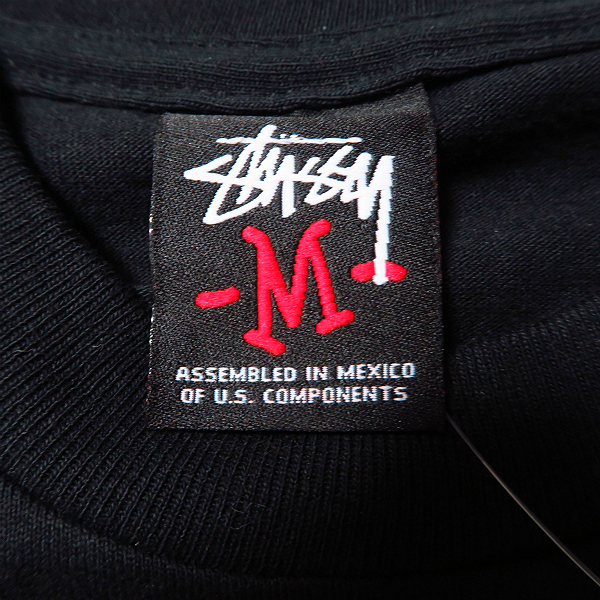 STÜSSY
-M-
ASSEMBLED IN MEXICO
OF U.S. COMPONENTS